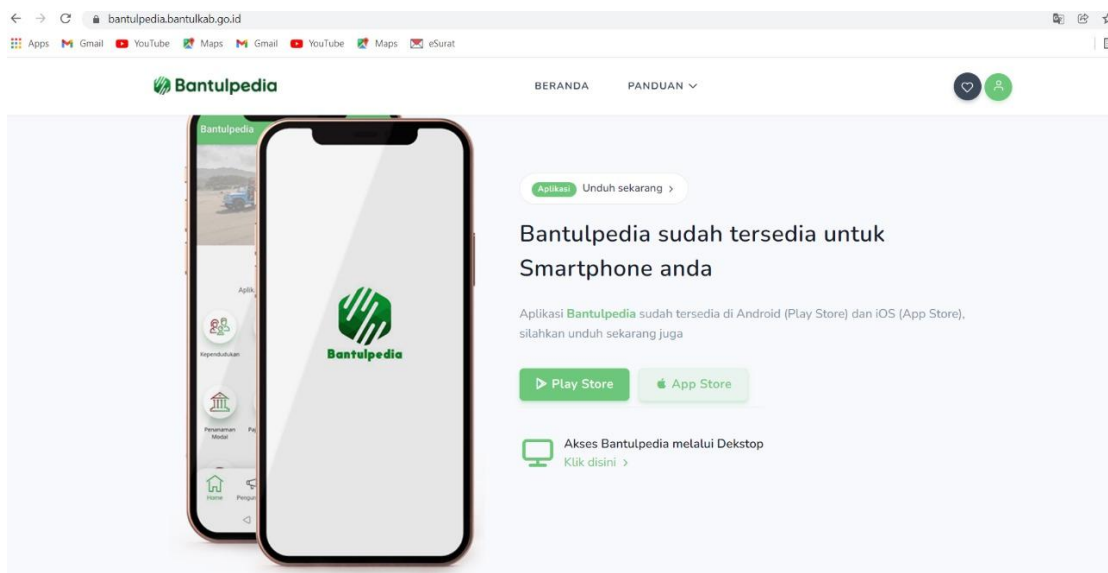 bantulpedia.bantulkab.go.id
Apps Gmail YouTube Maps Gmail YouTube Maps eSurat
Bantulpedia BERANDA PANDUAN
Bantulpedia
Aplikasi Unduh sekarang >
Bantulpedia sudah tersedia untuk
Smartphone anda
Aplik
Aplikasi Bantulpedia sudah tersedia di Android (Play Store) dan iOS (App Store),
silahkan unduh sekarang juga
Kependudukan
Bantulpedia
Play Store App Store
Penanaman
Modal
Akses Bantulpedia melalui Dekstop
Klik disini >
Home Pengu